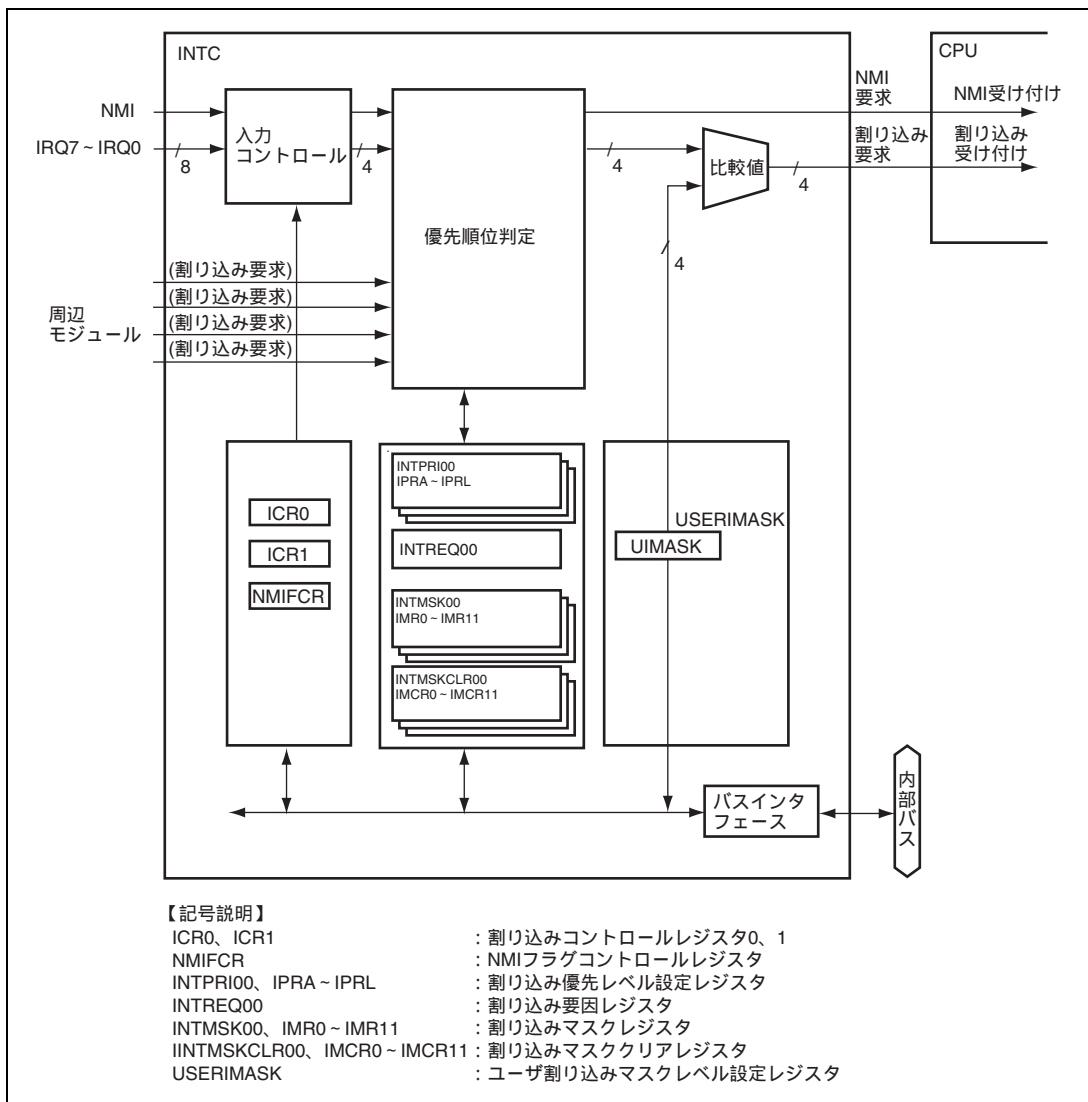 INTC
CPU
NMI
IRQ7～IRQ0
8
入力
コントロール
4
優先順位判定
4
比較値
4
4
NMI
要求
割り込み
要求
NMI受け付け
割り込み
受け付け
周辺
モジュール
(割り込み要求)
(割り込み要求)
(割り込み要求)
(割り込み要求)
ICR0
ICR1
NMIFCR
INTPRI00
IPRA～IPRL
INTREQ00
INTMSK00
IMR0～IMR11
INTMSKCLR00
IMCR0～IMCR11
USERIMASK
UIMASK
バスインタ
フェース
内部バス
【記号説明】
ICR0、ICR1 : 割り込みコントロールレジスタ0、1
NMIFCR : NMIフラグコントロールレジスタ
INTPRI00、IPRA～IPRL : 割り込み優先レベル設定レジスタ
INTREQ00 : 割り込み要因レジスタ
INTMSK00、IMR0～IMR11 : 割り込みマスクレジスタ
IINTMSKCLR00、IMCR0～IMCR11 : 割り込みマスククリアレジスタ
USERIMASK : ユーザ割り込みマスクレベル設定レジスタ